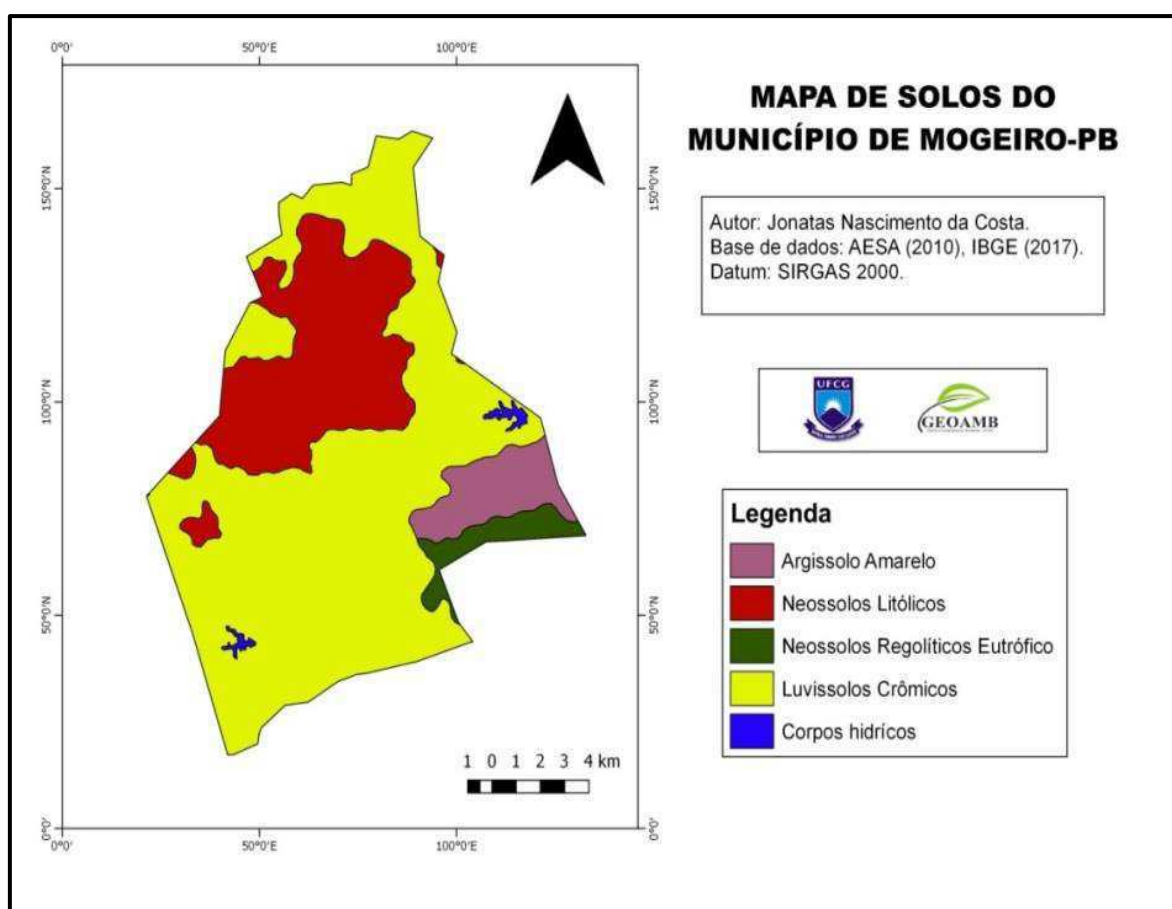 0°0'
50°0'E
100°0'E
150°0'N
150°0'N
100°0'N
100°0'N
50°0'N
50°0'N
0°0'
0°0'
0°0'
50°0'E
100°0'E
1 0 1 2 3 4 km
MAPA DE SOLOS DO
MUNICÍPIO DE MOGEIRO-PB
Autor: Jonatas Nascimento da Costa.
Base de dados: AESA (2010), IBGE (2017).
Datum: SIRGAS 2000.
UFCG
GEOAMB
Legenda
Argissolo Amarelo
Neossolos Litólicos
Neossolos Regolíticos Eutrófico
Luvissolos Crômicos
Corpos hidrícos